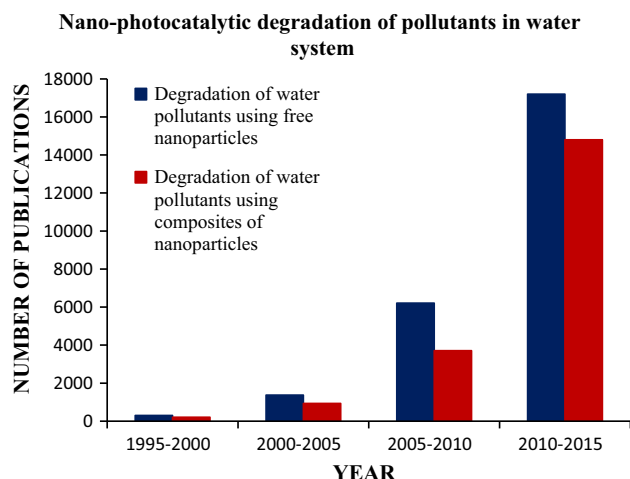 Nano-photocatalytic degradation of pollutants in water
system
NUMBER OF PUBLICATIONS
18000
16000
14000
12000
10000
8000
6000
4000
2000
0
Degradation of water
pollutants using free
nanoparticles
Degradation of water
pollutants using
composites of
nanoparticles
1995-2000
2000-2005
2005-2010
2010-2015
YEAR